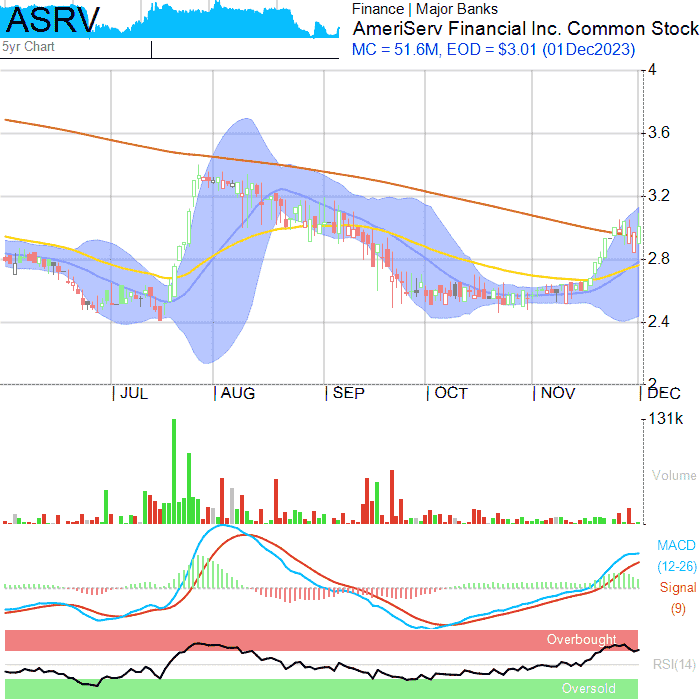 ASRV
5yr Chart
Finance | Major Banks
AmeriServ Financial Inc. Common Stock
MC = 51.6M, EOD = $3.01 (01Dec2023)
4
3.6
3.2
2.8
2.4
2
JUL
AUG
SEP
OCT
NOV
DEC
131k
Volume
MACD
(12-26)
Signal
(9)
Overbought
RSI(14)
Oversold